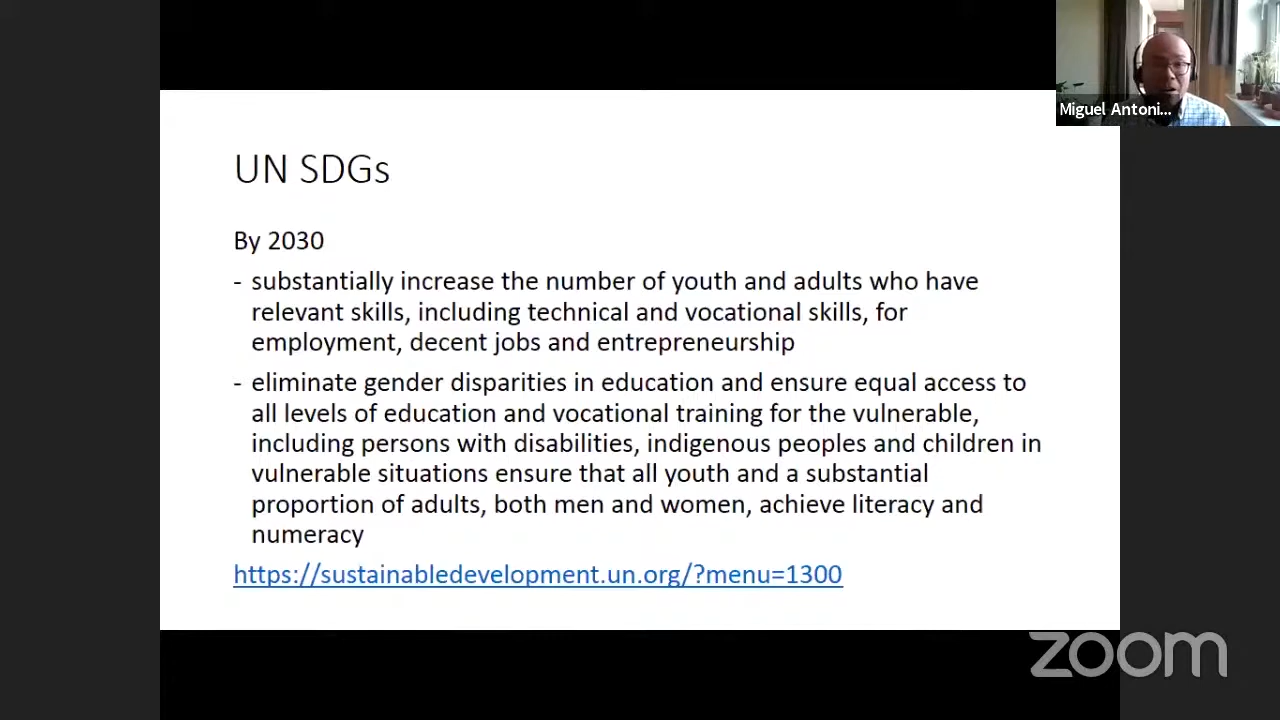 Miguel Antoni...
UN SDGs
By 2030
- substantially increase the number of youth and adults who have
relevant skills, including technical and vocational skills, for
employment, decent jobs and entrepreneurship
- eliminate gender disparities in education and ensure equal access to
all levels of education and vocational training for the vulnerable,
including persons with disabilities, indigenous peoples and children in
vulnerable situations ensure that all youth and a substantial
proportion of adults, both men and women, achieve literacy and
numeracy
https://sustainabledevelopment.un.org/?menu=1300
zoom